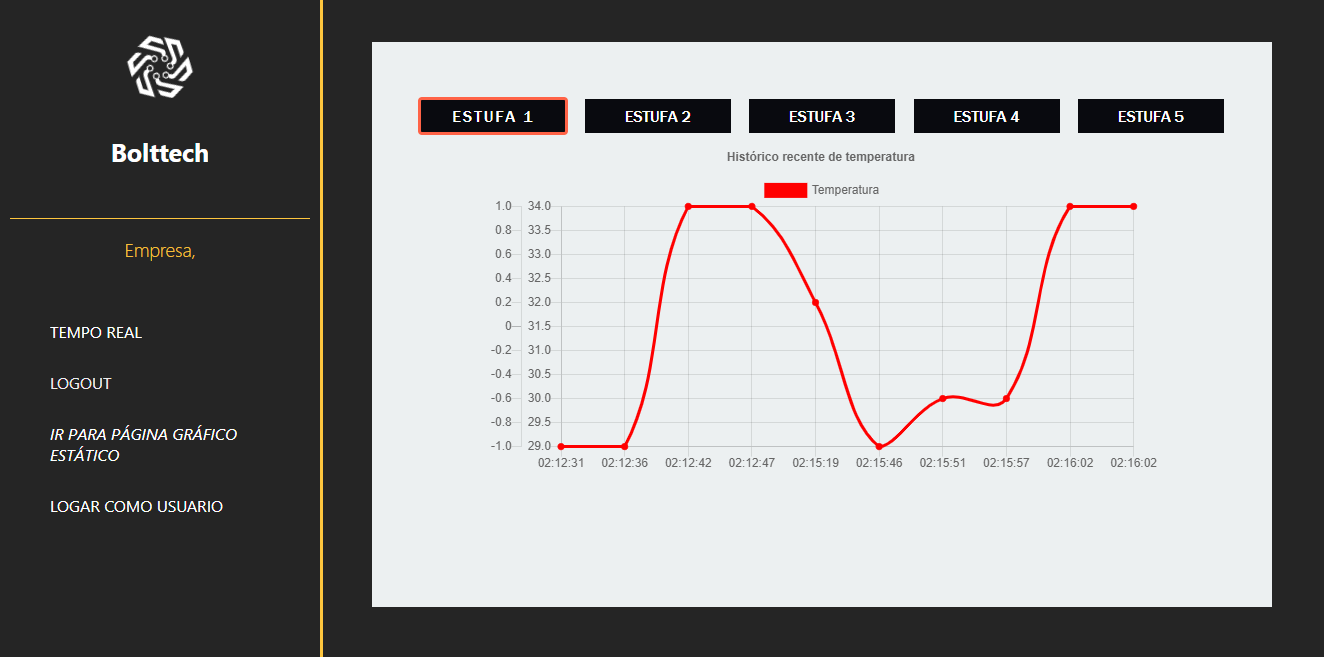 Bolttech
Empresa,
TEMPO REAL
LOGOUT
IR PARA PÁGINA GRÁFICO
ESTÁTICO
LOGAR COMO USUARIO
ESTUFA 1 ESTUFA 2 ESTUFA 3 ESTUFA 4 ESTUFA 5
Histórico recente de temperatura
Temperatura
1.0 34.0
0.8 33.5
0.6 33.0
0.4 32.5
0.2 32.0
0 31.5
-0.2 31.0
-0.4 30.5
-0.6 30.0
-0.8 29.5
-1.0 29.0
02:12:31 02:12:36 02:12:42 02:12:47 02:15:19 02:15:46 02:15:51 02:15:57 02:16:02 02:16:02